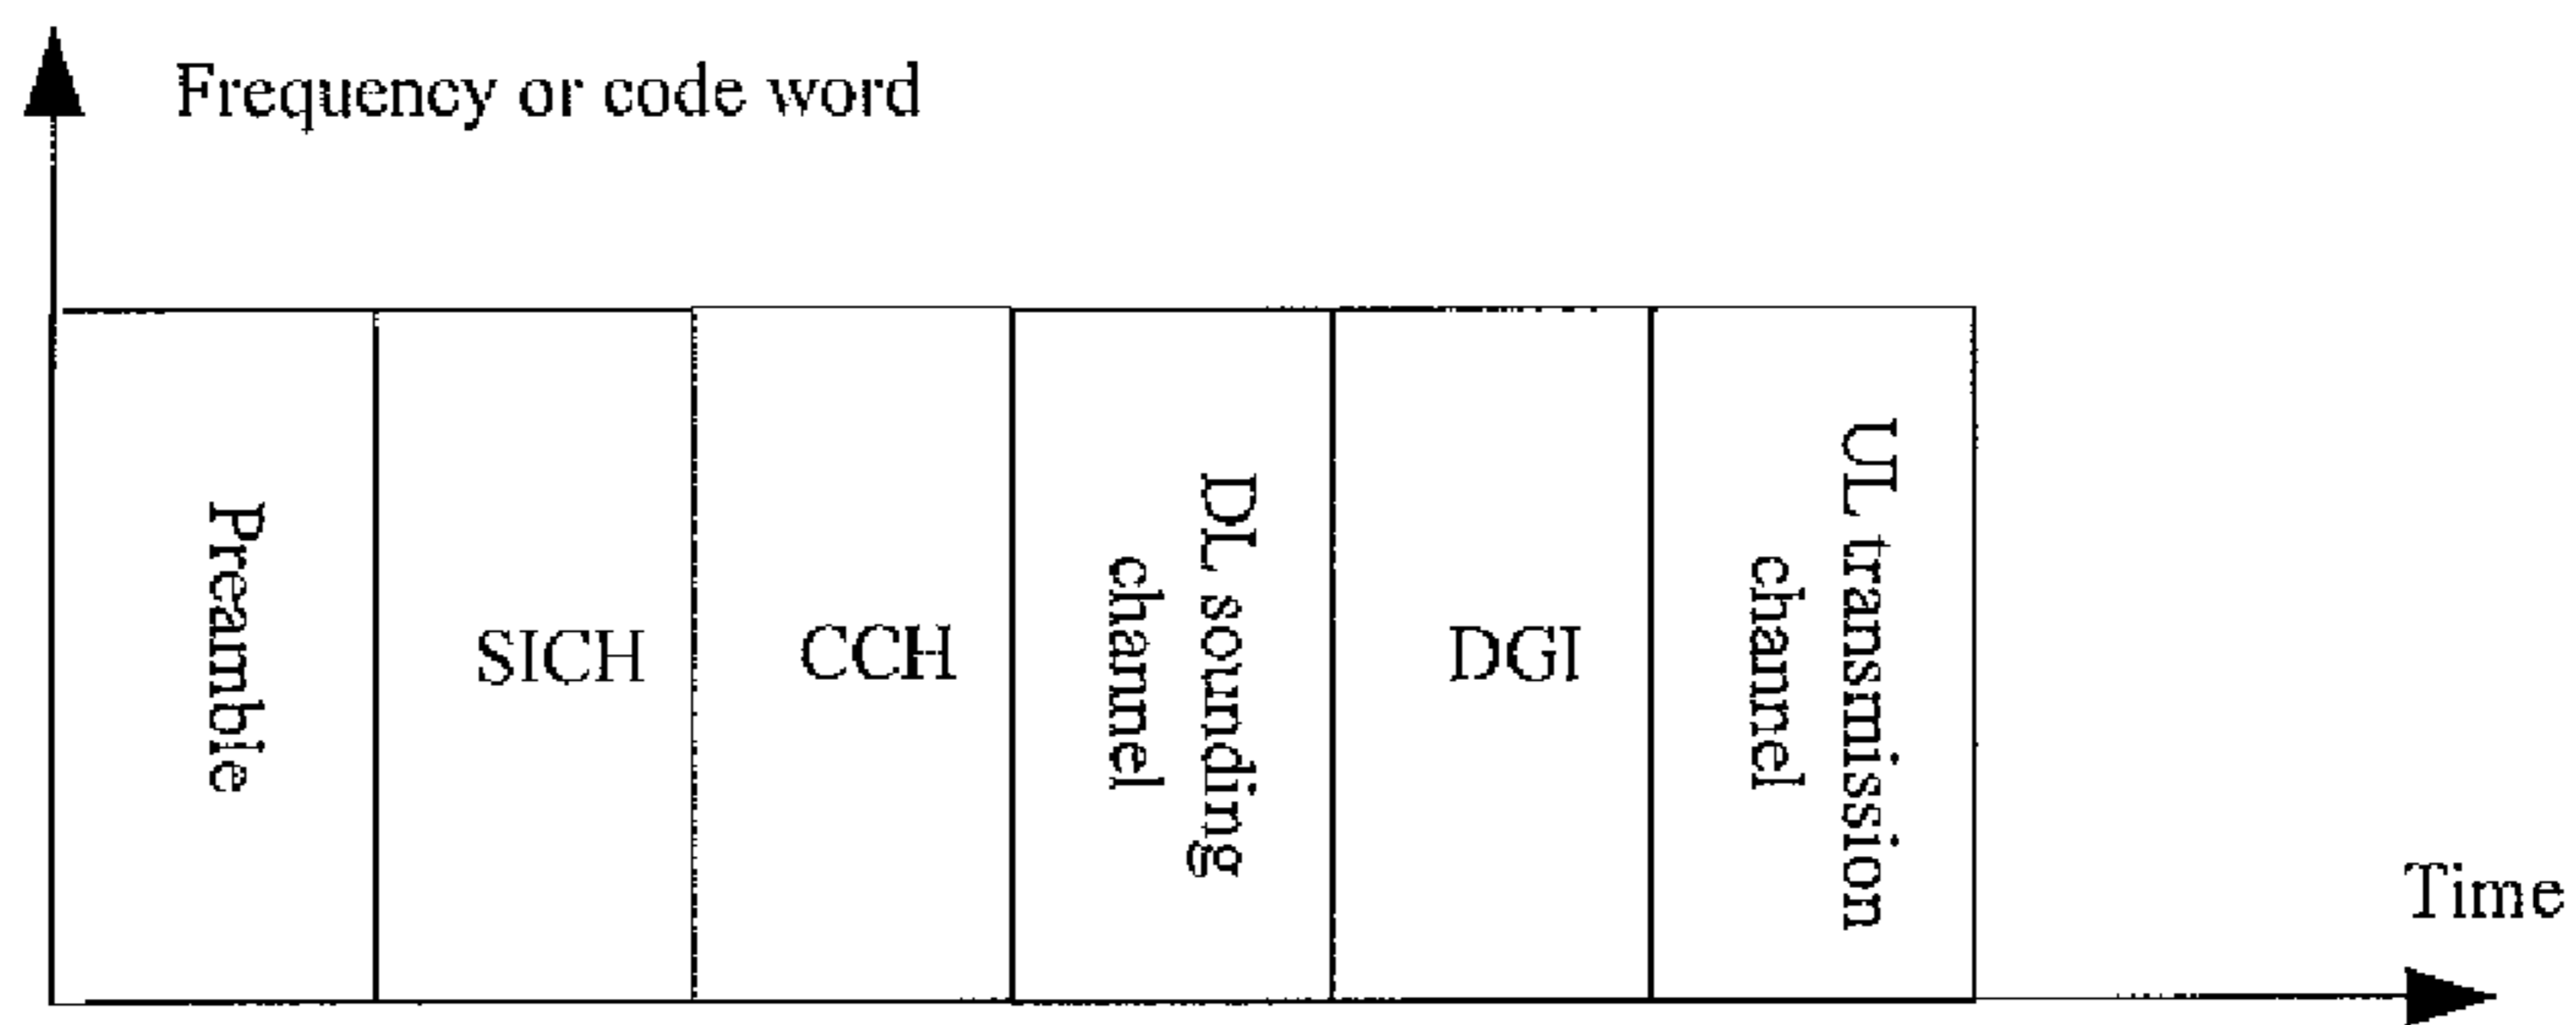 Frequency or code word
Preamble
SICH
CCH
DL sounding
channel
DGI
UL transmission
channel
Time